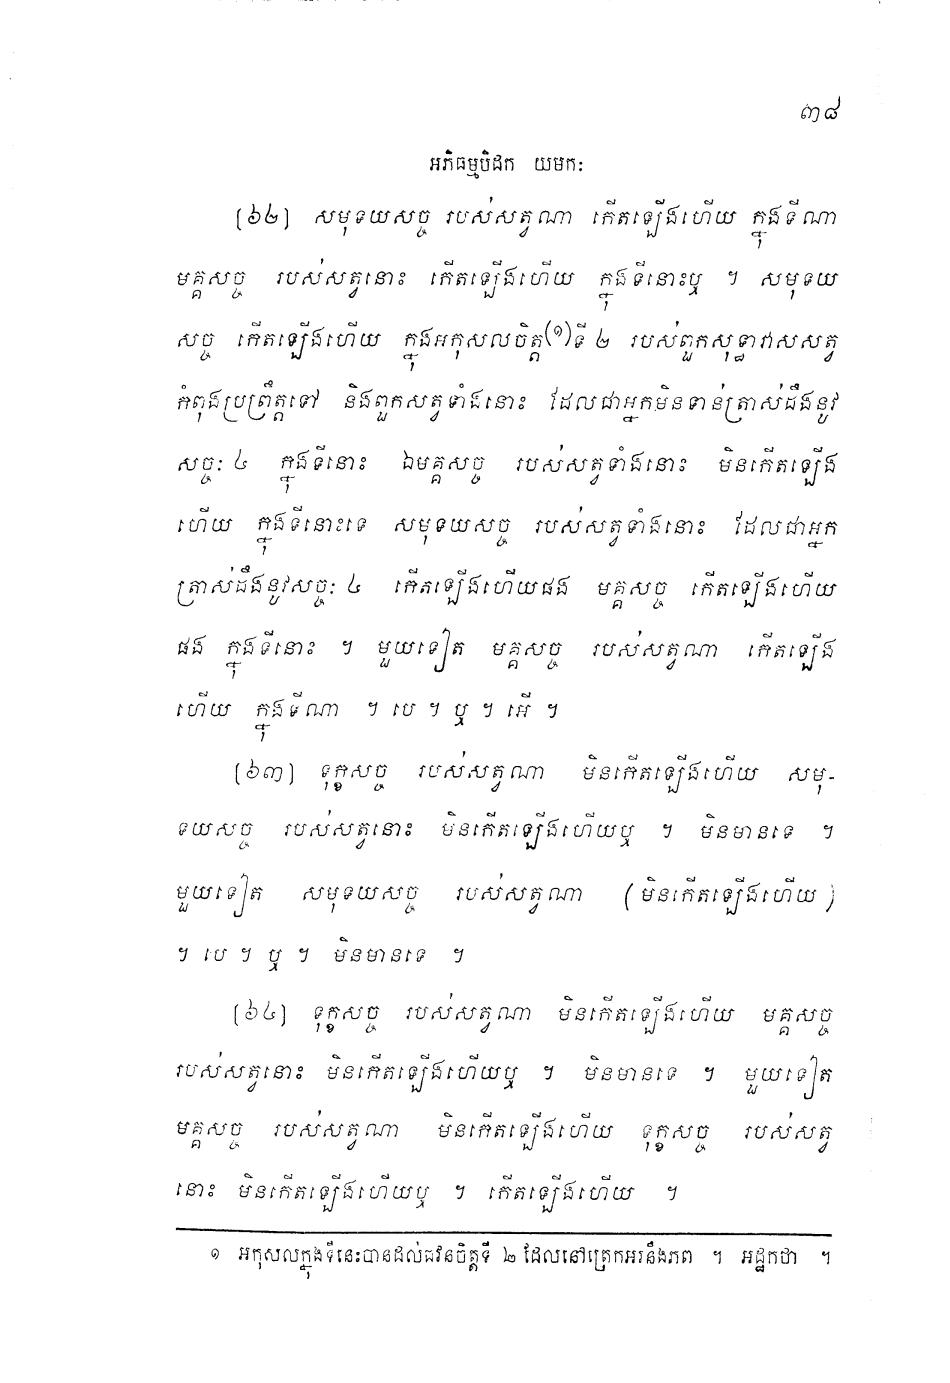 ៣៨
អភិធម្មបិដក យមកៈ
[៦២] សមុទយសច្ច របស់សត្វណា កើតឡើងហើយ ក្នុងទីណា
មគ្គសច្ច របស់សត្វនោះ កើតឡើងហើយ ក្នុងទីនោះឬ ។ សមុទយ
សច្ច កើតឡើងហើយ ក្នុងអកុសលចិត្ត(១)ទី ២ របស់ពួកសុទ្ធាវាសសត្វ
កំពុងប្រព្រឹត្តទៅ និងពួកសត្វទាំងនោះ ដែលជាអ្នកមិនទាន់ត្រាស់ដឹងនូវ
សច្ចៈ ៤ ក្នុងទីនោះ ឯមគ្គសច្ច របស់សត្វទាំងនោះ មិនកើតឡើង
ហើយ ក្នុងទីនោះទេ សមុទយសច្ច របស់សត្វទាំងនោះ ដែលជាអ្នក
ត្រាស់ដឹងនូវសច្ចៈ ៤ កើតឡើងហើយផង មគ្គសច្ច កើតឡើងហើយ
ផង ក្នុងទីនោះ ។ មួយទៀត មគ្គសច្ច របស់សត្វណា កើតឡើង
ហើយ ក្នុងទីណា ។ បេ ។ ឬ ។ អើ ។
[៦៣] ទុក្ខសច្ច របស់សត្វណា មិនកើតឡើងហើយ សមុ-
ទយសច្ច របស់សត្វនោះ មិនកើតឡើងហើយឬ ។ មិនមានទេ ។
មួយទៀត សមុទយសច្ច របស់សត្វណា (មិនកើតឡើងហើយ)
។ បេ ។ ឬ ។ មិនមានទេ ។
[៦៤] ទុក្ខសច្ច របស់សត្វណា មិនកើតឡើងហើយ មគ្គសច្ច
របស់សត្វនោះ មិនកើតឡើងហើយឬ ។ មិនមានទេ ។ មួយទៀត
មគ្គសច្ច របស់សត្វណា មិនកើតឡើងហើយ ទុក្ខសច្ច របស់សត្វ
នោះ មិនកើតឡើងហើយឬ ។ កើតឡើងហើយ ។
១ អកុសលក្នុងទីនេះបានដល់ជវនចិត្តទី ២ ដែលនៅត្រេកអរនឹងភព ។ អដ្ឋកថា ។